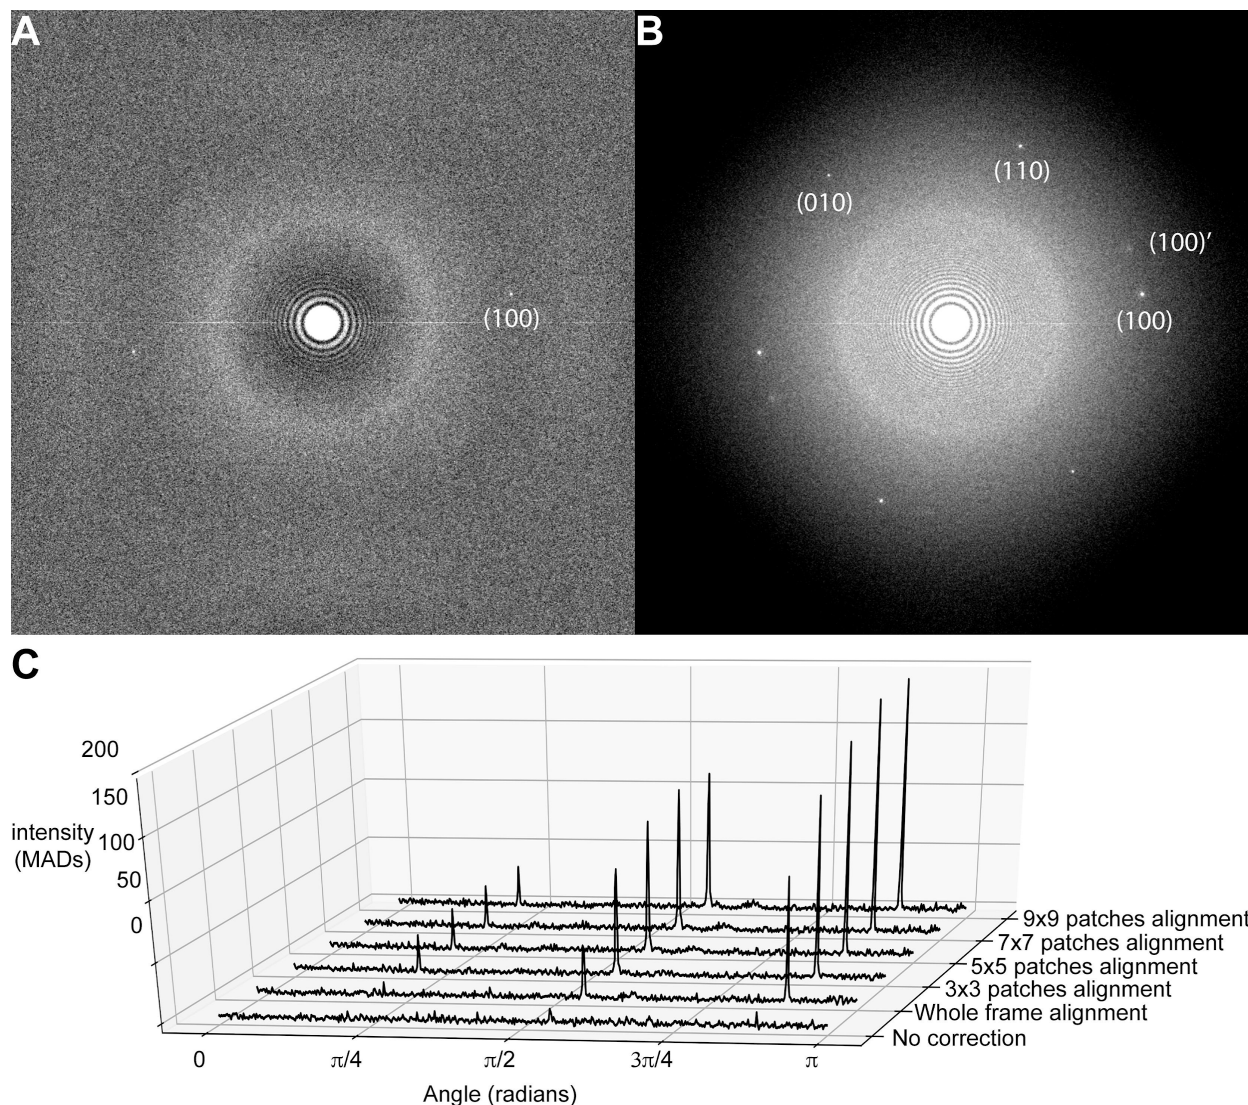 A
B
(110)
(010)
(100)′
(100)
(100)
C
200
150
intensity
(MADs)
100
50
0
9x9 patches alignment
7x7 patches alignment
5x5 patches alignment
3x3 patches alignment
Whole frame alignment
No correction
0
π/4
π/2
3π/4
π
Angle (radians)